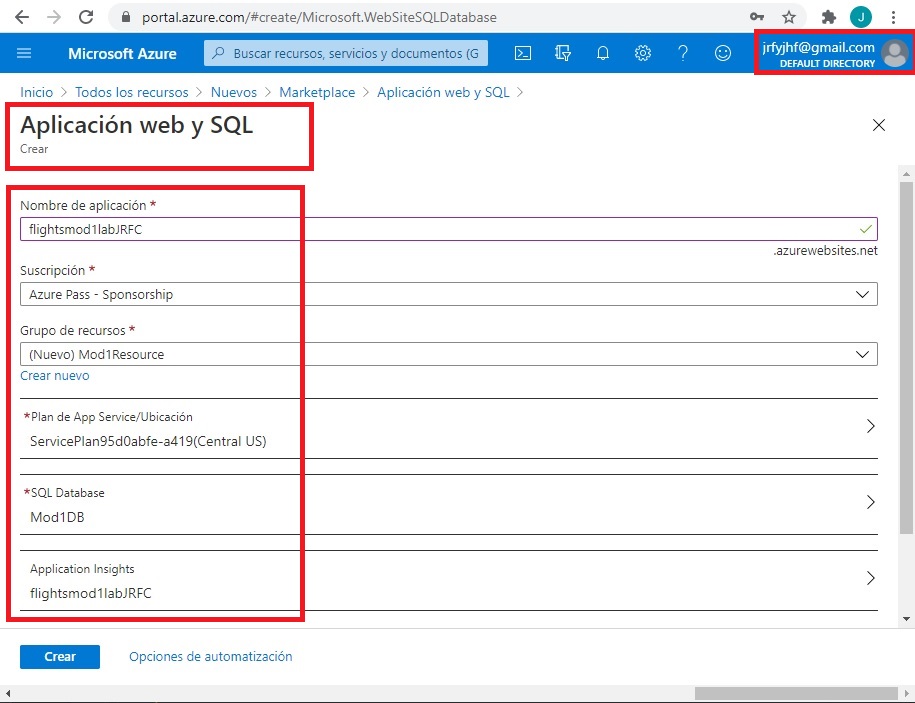 portal.azure.com/#create/Microsoft.WebSiteSQLDatabase
J
Microsoft Azure
Buscar recursos, servicios y documentos (G
jrfyjhf@gmail.com
DEFAULT DIRECTORY
Inicio > Todos los recursos > Nuevos > Marketplace > Aplicación web y SQL >
Aplicación web y SQL
Crear
Nombre de aplicación *
flightsmod1labJRFC
.azurewebsites.net
Suscripción *
Azure Pass - Sponsorship
Grupo de recursos *
(Nuevo) Mod1Resource
Crear nuevo
*Plan de App Service/Ubicación
ServicePlan95d0abfe-a419(Central US)
*SQL Database
Mod1DB
Application Insights
flightsmod1labJRFC
Crear
Opciones de automatización